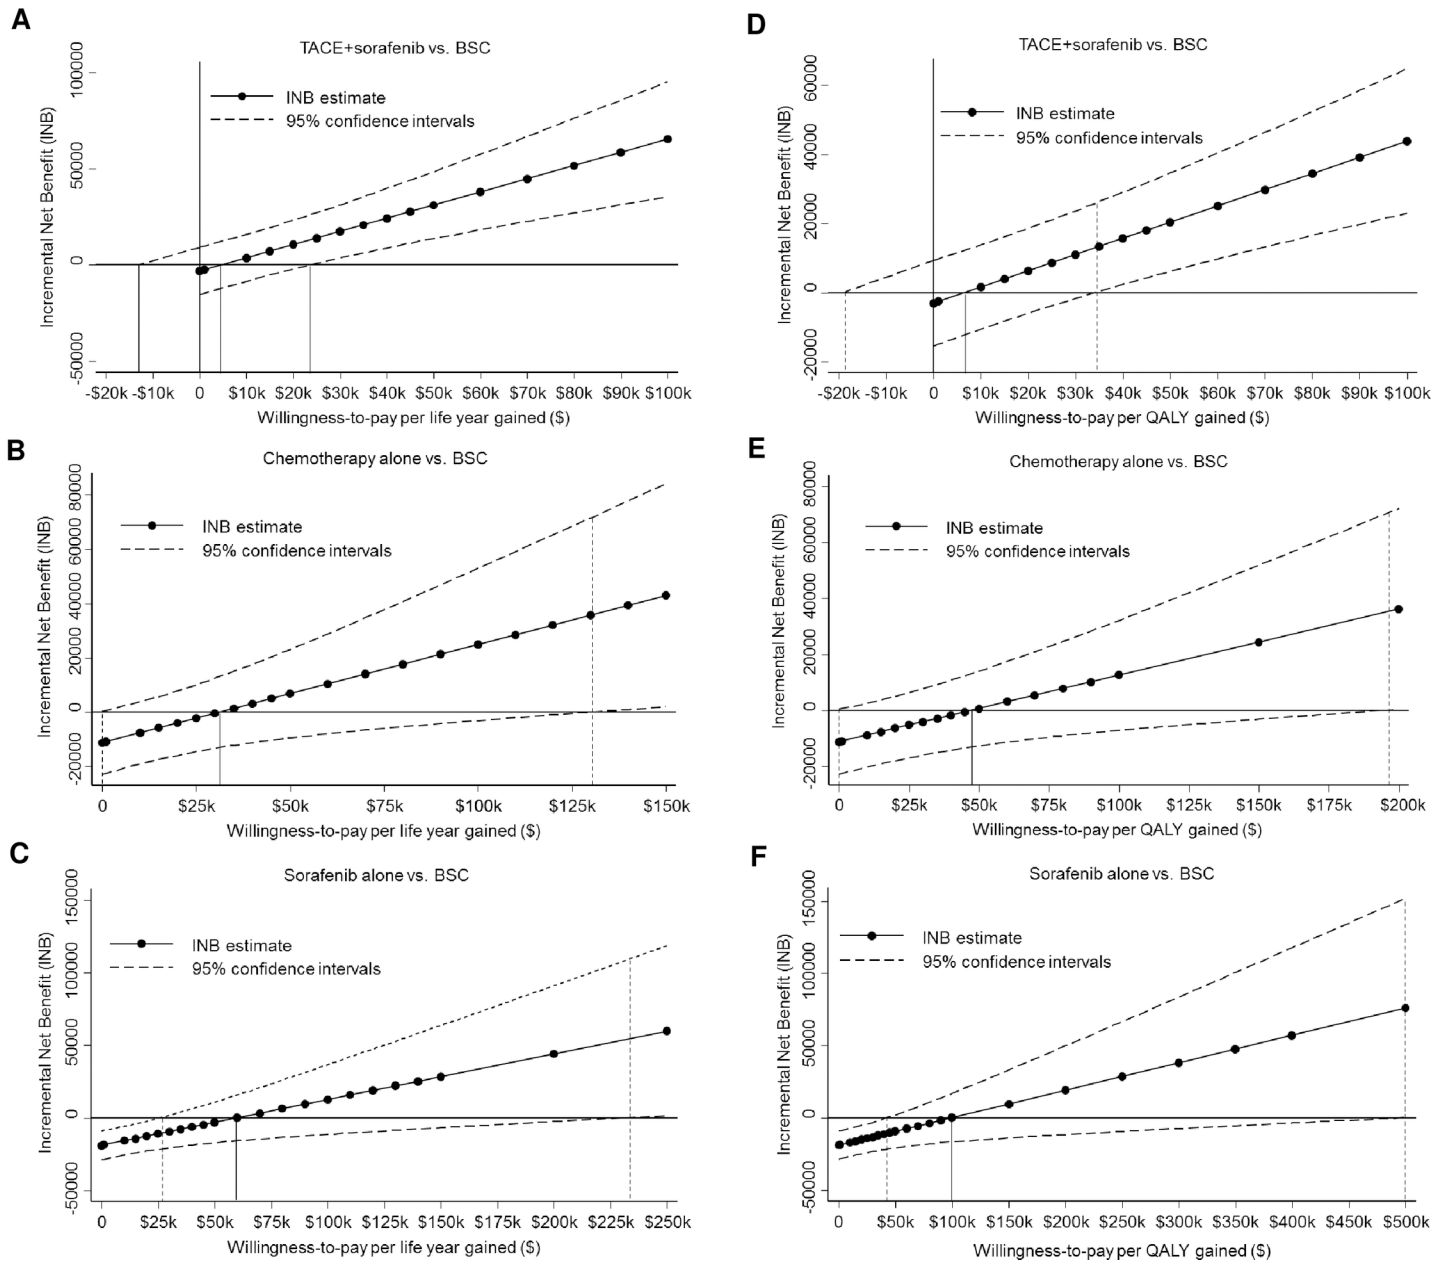 A
TACE+sorafenib vs. BSC
INB estimate
95% confidence intervals
Incremental Net Benefit (INB)
100000
50000
0
-50000
-$20k -$10k 0 $10k $20k $30k $40k $50k $60k $70k $80k $90k $100k
Willingness-to-pay per life year gained ($)
D
TACE+sorafenib vs. BSC
INB estimate
95% confidence intervals
Incremental Net Benefit (INB)
60000
40000
20000
0
-20000
-$20k -$10k 0 $10k $20k $30k $40k $50k $60k $70k $80k $90k $100k
Willingness-to-pay per QALY gained ($)
B
Chemotherapy alone vs. BSC
INB estimate
95% confidence intervals
Incremental Net Benefit (INB)
80000
60000
40000
20000
0
-20000
0 $25k $50k $75k $100k $125k $150k
Willingness-to-pay per life year gained ($)
E
Chemotherapy alone vs. BSC
INB estimate
95% confidence intervals
Incremental Net Benefit (INB)
80000
60000
40000
20000
0
-20000
0 $25k $50k $75k $100k $125k $150k $175k $200k
Willingness-to-pay per QALY gained ($)
C
Sorafenib alone vs. BSC
INB estimate
95% confidence intervals
Incremental Net Benefit (INB)
150000
100000
50000
0
-50000
0 $25k $50k $75k $100k $125k $150k $175k $200k $225k $250k
Willingness-to-pay per life year gained ($)
F
Sorafenib alone vs. BSC
INB estimate
95% confidence intervals
Incremental Net Benefit (INB)
150000
100000
50000
0
-50000
0 $50k $100k $150k $200k $250k $300k $350k $400k $450k $500k
Willingness-to-pay per QALY gained ($)